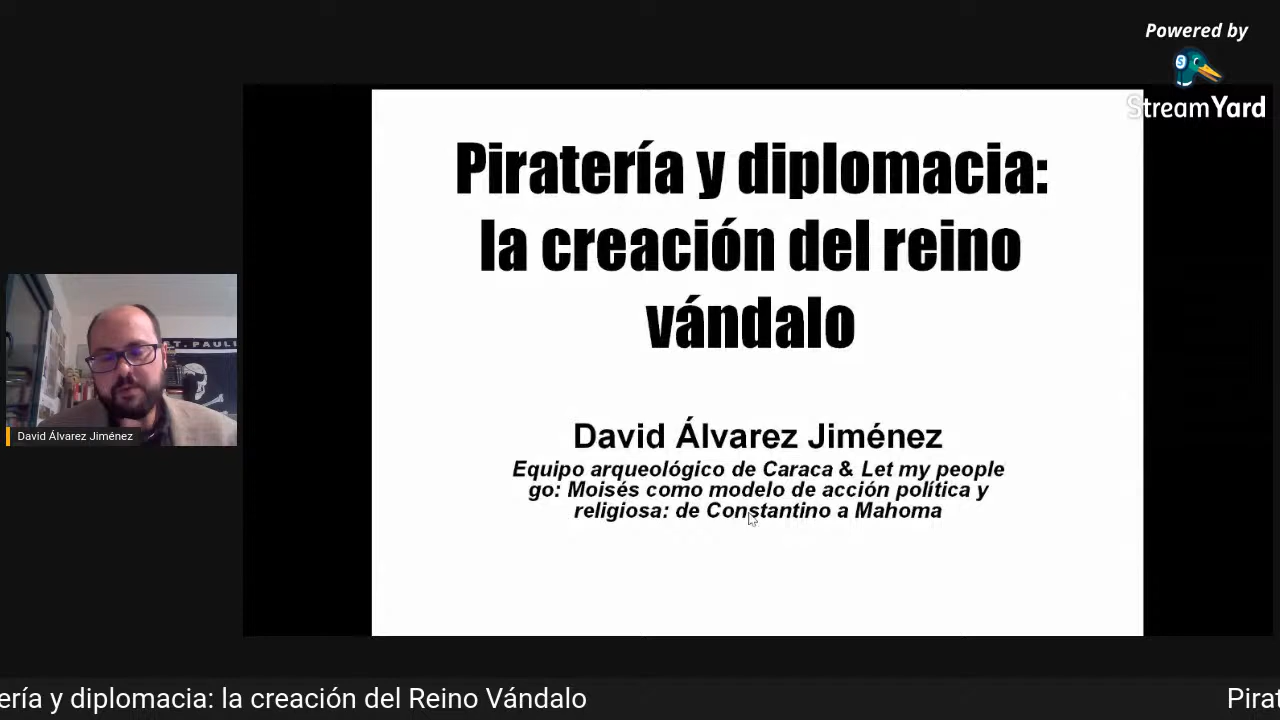 Powered by
StreamYard
Piratería y diplomacia:
la creación del reino
vándalo
David Álvarez Jiménez
Equipo arqueológico de Caraca & Let my people
go: Moisés como modelo de acción política y
religiosa: de Constantino a Mahoma
T. PAULI
David Álvarez Jiménez
ería y diplomacia: la creación del Reino Vándalo
Pirat